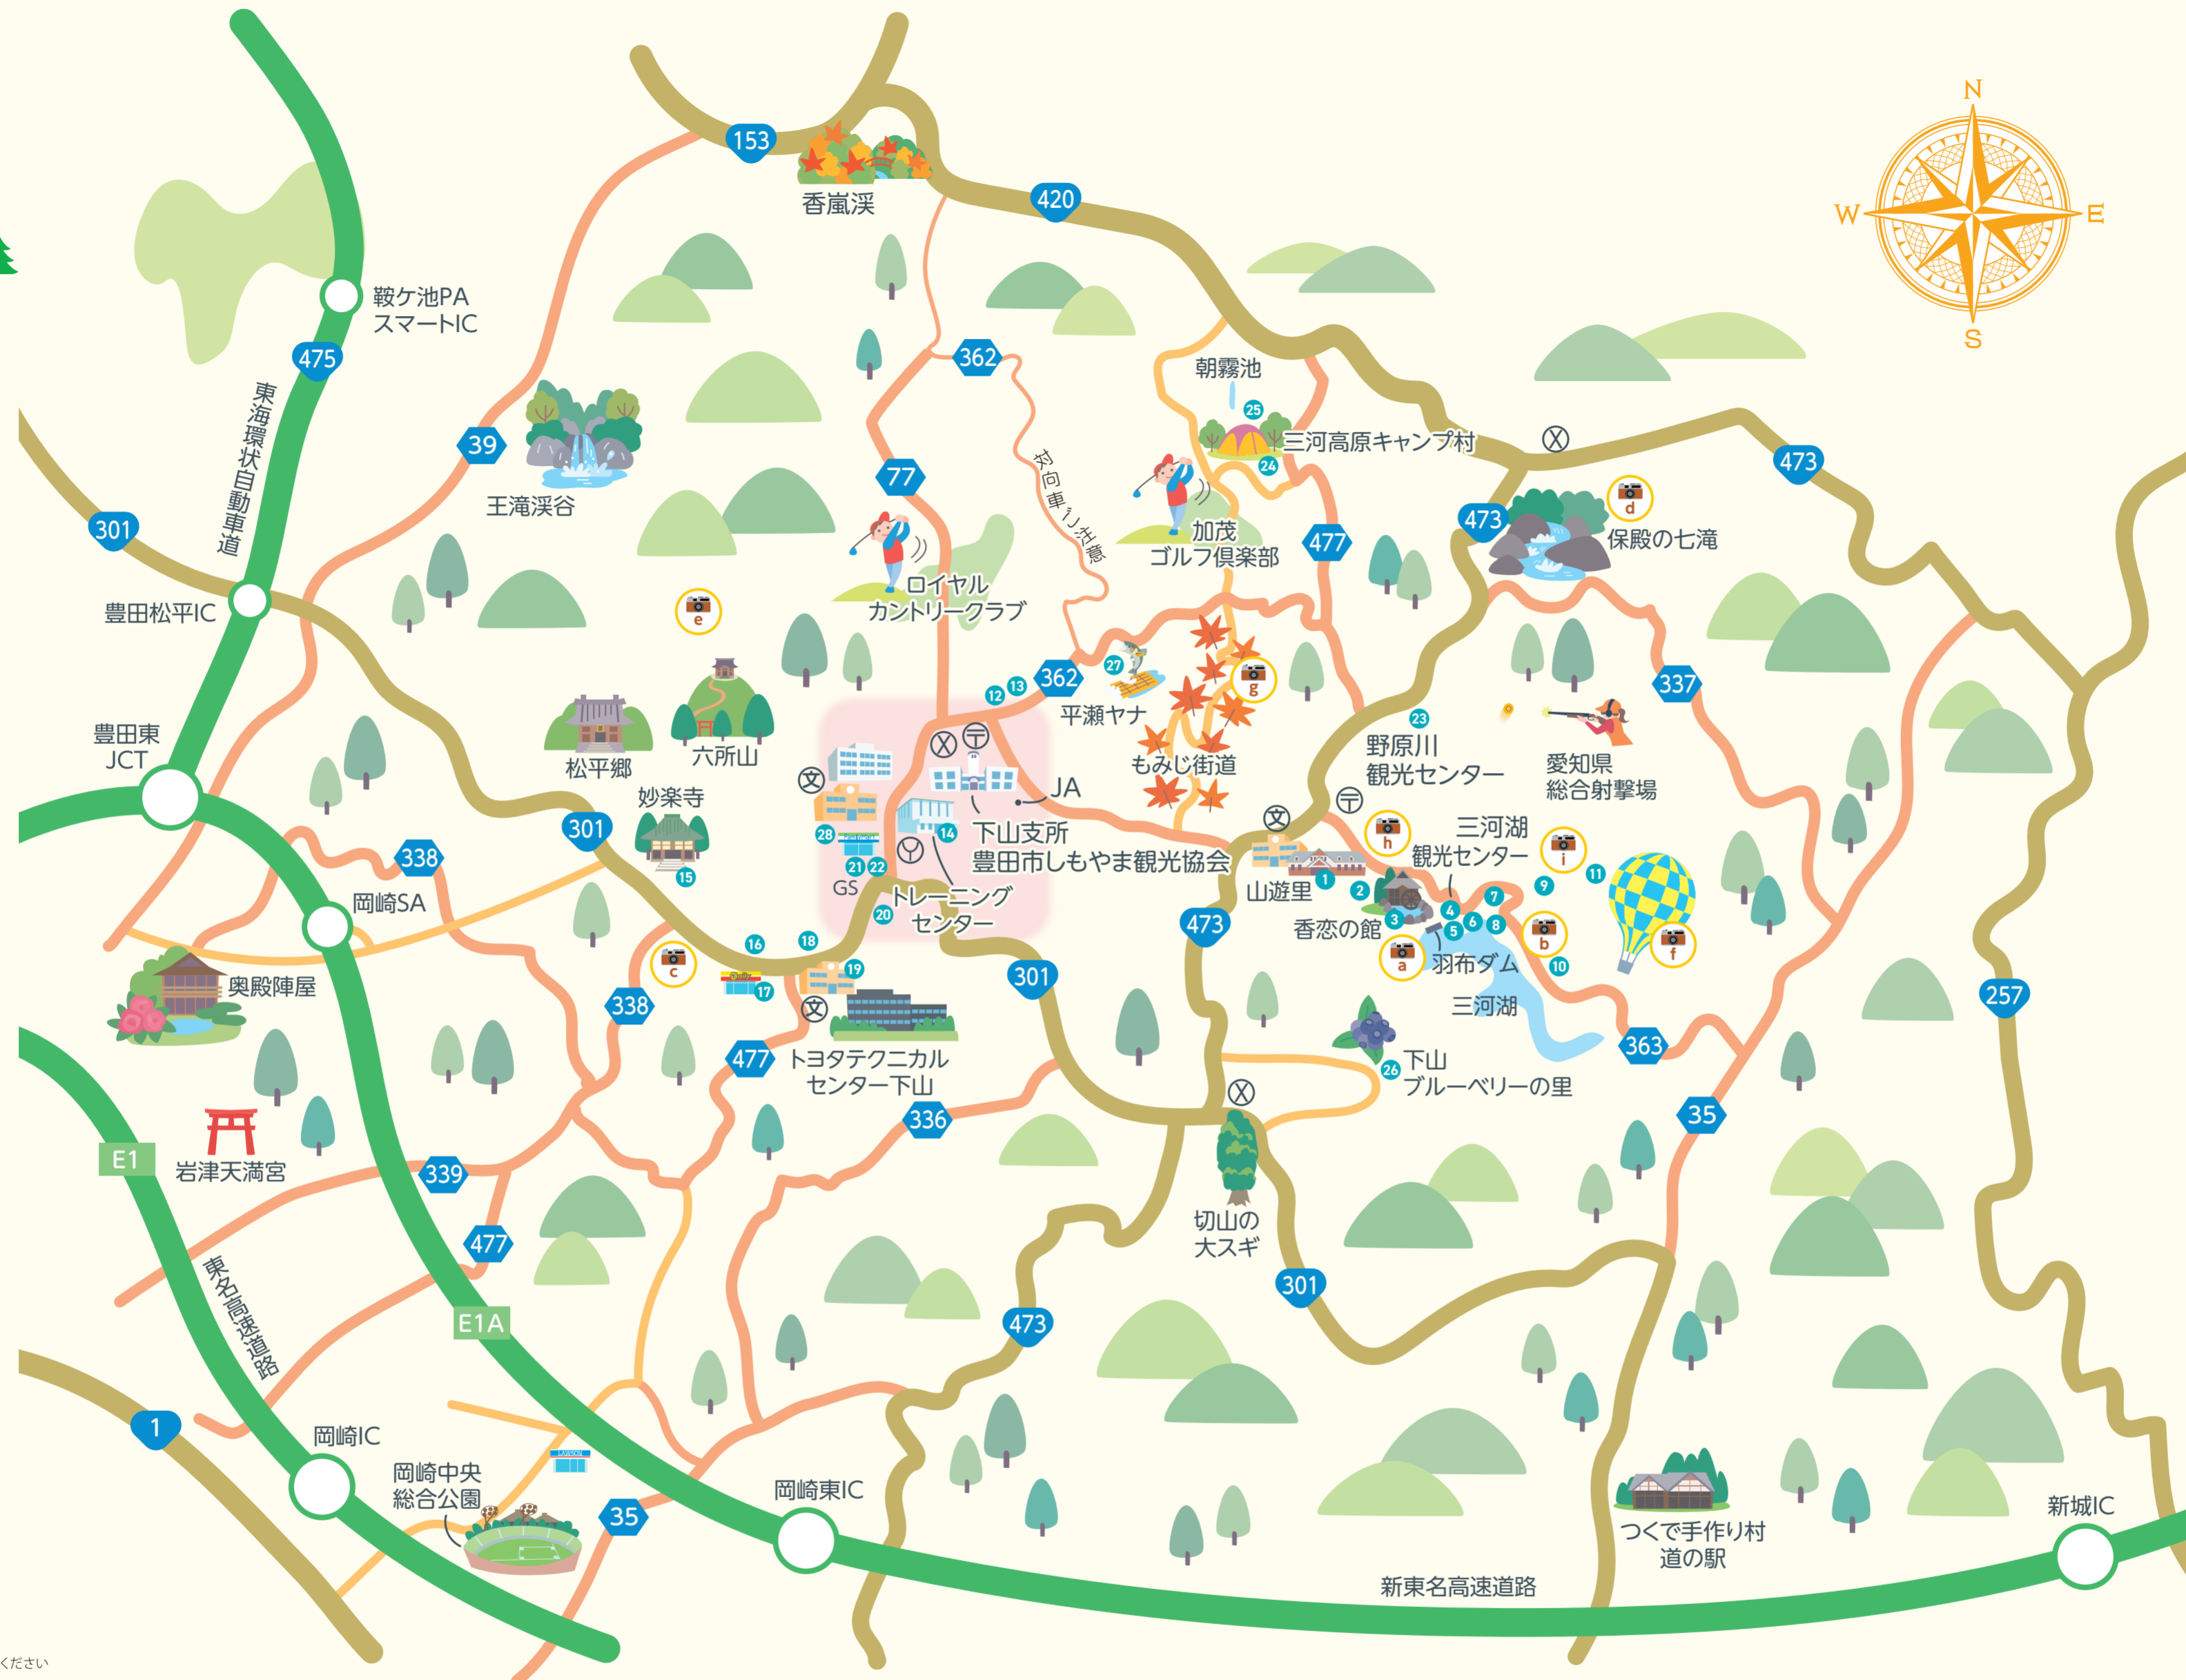 N
W
E
S
153
香嵐渓
420
鞍ケ池PA
スマートIC
475
東海環状自動車道
362
朝霧池
25
三河高原キャンプ村
24
39
王滝渓谷
77
対向車に注意
473
473
d
保殿の七滝
301
加茂
ゴルフ倶楽部
477
ロイヤル
カントリークラブ
豊田松平IC
e
27
362
12
13
g
337
平瀬ヤナ
23
野原川
観光センター
愛知県
総合射撃場
豊田東
JCT
松平郷
六所山
もみじ街道
妙楽寺
文
JA
下山支所
豊田市しもやま観光協会
301
15
28
14
21
22
GS
トレーニング
センター
20
文
h
三河湖
観光センター
i
11
9
山遊里
1
2
7
4
香恋の館
3
5
6
8
b
f
a
羽布ダム
10
三河湖
338
岡崎SA
473
16
18
c
Daily
17
19
文
301
奥殿陣屋
338
257
363
477
トヨタテクニカル
センター下山
26
下山
ブルーベリーの里
336
35
E1
岩津天満宮
339
切山の
大スギ
477
301
東名高速道路
E1A
473
1
岡崎IC
LAWSON
岡崎中央
総合公園
35
岡崎東IC
つくで手作り村
道の駅
新城IC
新東名高速道路
ください